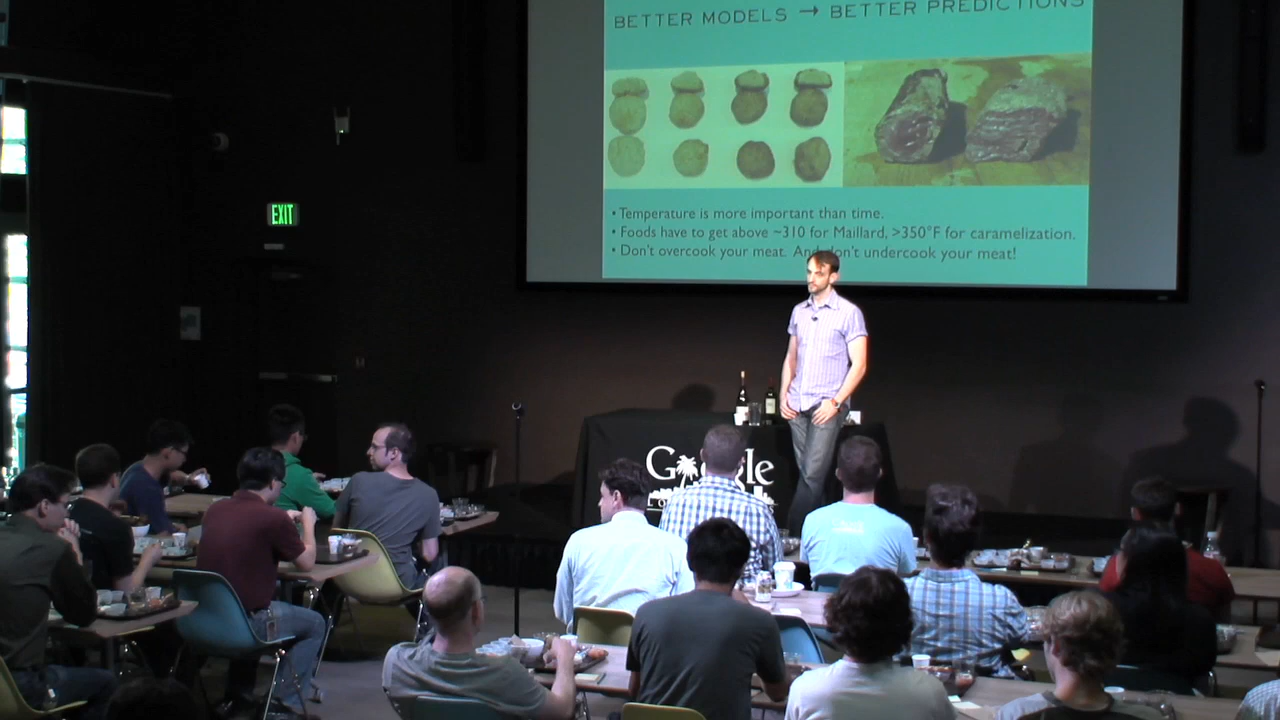 BETTER MODELS → BETTER PREDICTIONS
• Temperature is more important than time.
• Foods have to get above ~310 for Maillard, >350°F for caramelization.
• Don't overcook your meat. And don't undercook your meat!
EXIT
Google